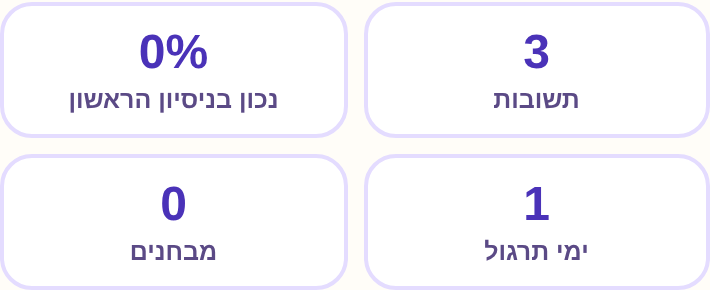 3
תשובות
0%
נכון בניסיון הראשון
1
ימי תרגול
0
מבחנים